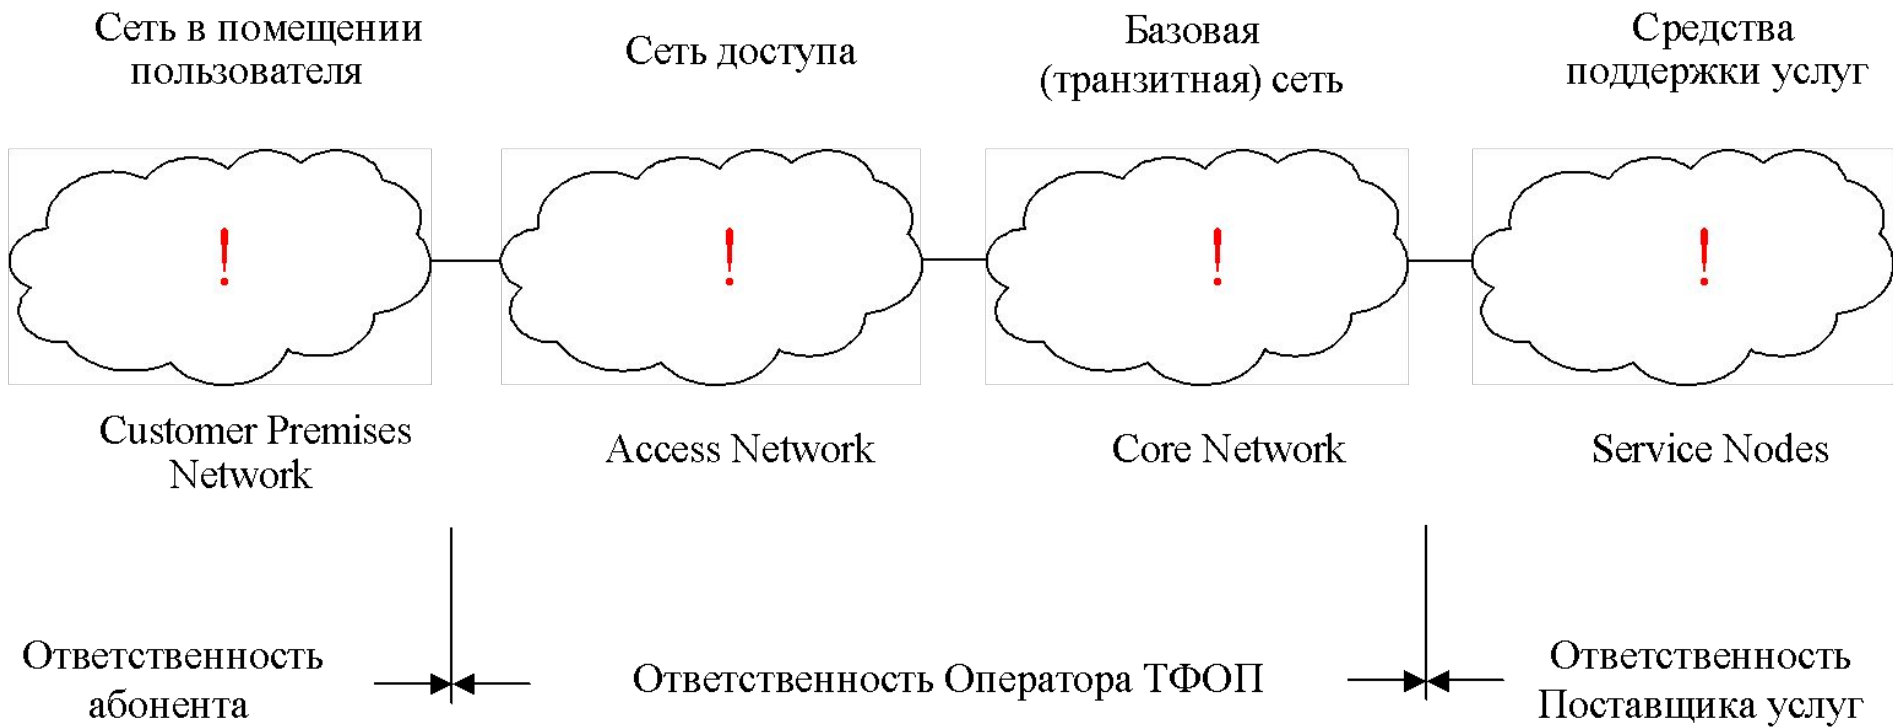 Сеть в помещении
пользователя
Сеть доступа
Базовая
(транзитная) сеть
Средства
поддержки услуг
!
!
!
!
Customer Premises
Network
Access Network
Core Network
Service Nodes
Ответственность
абонента
Ответственность Оператора ТФОП
Ответственность
Поставщика услуг